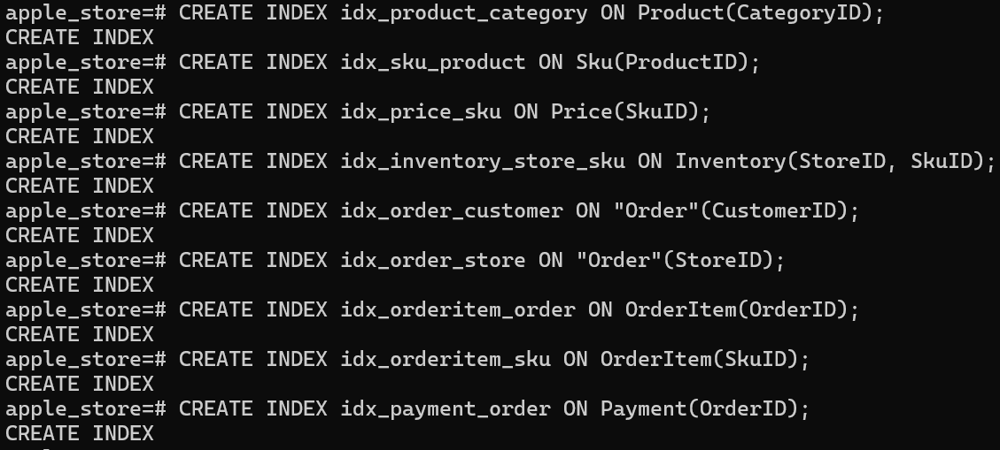 apple_store=# CREATE INDEX idx_product_category ON Product(CategoryID);
CREATE INDEX
apple_store=# CREATE INDEX idx_sku_product ON Sku(ProductID);
CREATE INDEX
apple_store=# CREATE INDEX idx_price_sku ON Price(SkuID);
CREATE INDEX
apple_store=# CREATE INDEX idx_inventory_store_sku ON Inventory(StoreID, SkuID);
CREATE INDEX
apple_store=# CREATE INDEX idx_order_customer ON "Order"(CustomerID);
CREATE INDEX
apple_store=# CREATE INDEX idx_order_store ON "Order"(StoreID);
CREATE INDEX
apple_store=# CREATE INDEX idx_orderitem_order ON OrderItem(OrderID);
CREATE INDEX
apple_store=# CREATE INDEX idx_orderitem_sku ON OrderItem(SkuID);
CREATE INDEX
apple_store=# CREATE INDEX idx_payment_order ON Payment(OrderID);
CREATE INDEX